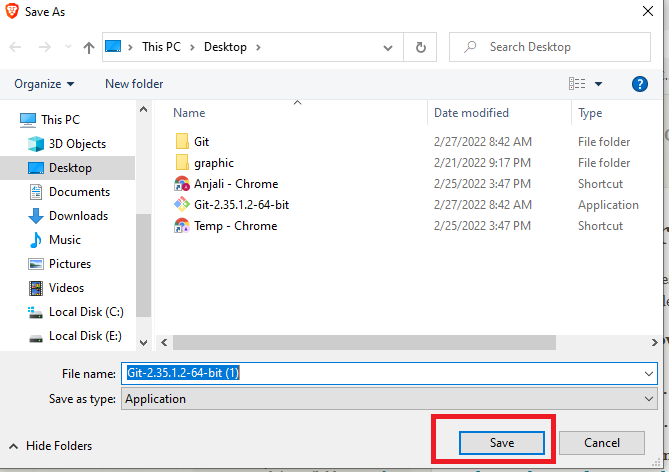 Save As
This PC > Desktop >
Search Desktop
Organize
New folder
Name Date modified Type
This PC
3D Objects
Desktop
Documents
Downloads
Music
Pictures
Videos
Local Disk (C:)
Local Disk (E:)
Git 2/27/2022 8:42 AM File folder
graphic 2/21/2022 9:17 PM File folder
Anjali - Chrome 2/25/2022 3:47 PM Shortcut
Git-2.35.1.2-64-bit 2/27/2022 8:42 AM Application
Temp - Chrome 2/25/2022 3:47 PM Shortcut
File name: Git-2.35.1.2-64-bit (1)
Save as type: Application
Hide Folders
Save
Cancel